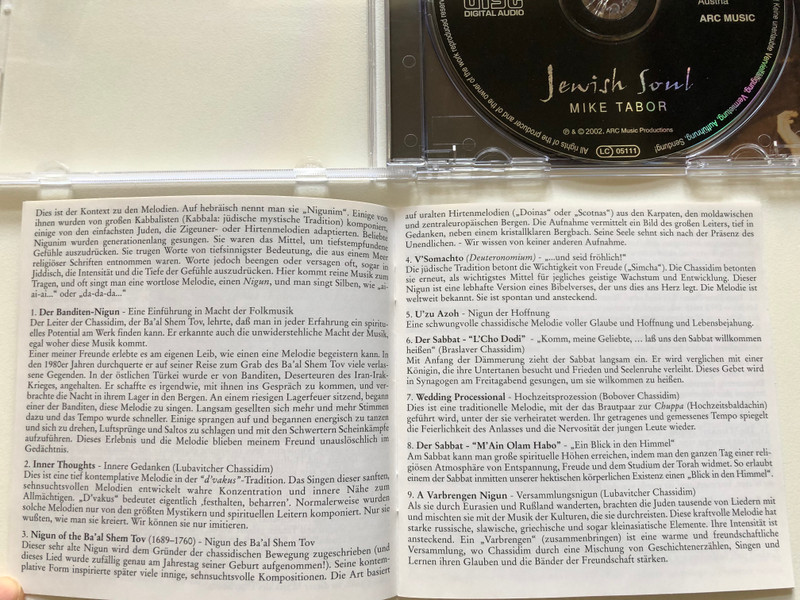 DIGITAL AUDIO
Austria
ARC MUSIC
Jewish Soul
MIKE TABOR
℗ & © 2002, ARC Music Productions
LC 05111
All rights of the producer and of the owner of the work reproduced
Keine unerlaubte Vervielfältigung, Vermietung, Aufführung, Sendung!
Dies ist der Kontext zu den Melodien. Auf hebräisch nennt man sie „Nigunim“. Einige von
ihnen wurden von großen Kabbalisten (Kabbala: jüdische mystische Tradition) komponiert,
einige von den einfachsten Juden, die Zigeuner- oder Hirtenmelodien adaptierten. Beliebte
Nigunim wurden generationenlang gesungen. Sie waren das Mittel, um tiefstempfundene
Gefühle auszudrücken. Sie trugen Worte von tiefsinnigster Bedeutung, die aus einem Meer
religiöser Schriften entnommen waren. Worte jedoch beengen oder versagen oft, sogar in
Jiddisch, die Intensität und die Tiefe der Gefühle auszudrücken. Hier kommt reine Musik zum
Tragen, und oft singt man eine wortlose Melodie, einen Nigun, und man singt Silben, wie „ai-
ai-ai...“ oder „da-da-da...“
1. Der Banditen-Nigun - Eine Einführung in Macht der Folkmusik
Der Leiter der Chassidim, der Ba'al Shem Tov, lehrte, daß man in jeder Erfahrung ein spiritu-
elles Potential am Werk finden kann. Er erkannte auch die unwiderstehliche Macht der Musik,
egal woher diese Musik kommt.
Einer meiner Freunde erlebte es am eigenen Leib, wie einen eine Melodie begeistern kann. In
den 1980er Jahren durchquerte er auf seiner Reise zum Grab des Ba'al Shem Tov viele verlas-
sene Gegenden. In der östlichen Türkei wurde er von Banditen, Deserteuren des Iran-Irak-
Krieges, angehalten. Er schaffte es irgendwie, mit ihnen ins Gespräch zu kommen, und ver-
brachte die Nacht in ihrem Lager in den Bergen. An einem riesigen Lagerfeuer sitzend, begann
einer der Banditen, diese Melodie zu singen. Langsam gesellten sich mehr und mehr Stimmen
dazu und das Tempo wurde schneller. Einige sprangen auf und begannen energisch zu tanzen
und sich zu drehen, Luftsprünge und Saltos zu schlagen und mit den Schwertern Scheinkämpfe
aufzuführen. Dieses Erlebnis und die Melodie blieben meinem Freund unauslöschlich im
Gedächtnis.
2. Inner Thoughts - Innere Gedanken (Lubavitcher Chassidim)
Dies ist eine tief kontemplative Melodie in der “d'vakus”-Tradition. Das Singen dieser sanften,
sehnsuchtsvollen Melodien entwickelt wahre Konzentration und innere Nähe zum
Allmächtigen. „D'vakus“ bedeutet eigentlich ‚festhalten, beharren‘. Normalerweise wurden
solche Melodien nur von den größten Mystikern und spirituellen Leitern komponiert. Nur sie
wußten, wie man sie kreiert. Wir können sie nur imitieren.
3. Nigun of the Ba'al Shem Tov (1689–1760) - Nigun des Ba'al Shem Tov
Dieser sehr alte Nigun wird dem Gründer der chassidischen Bewegung zugeschrieben (und
dieses Lied wurde zufällig genau am Jahrestag seiner Geburt aufgenommen!). Seine kontem-
plative Form inspirierte später viele innige, sehnsuchtsvolle Kompositionen. Die Art basiert
auf uralten Hirtenmelodien („Doinas“ oder „Scotnas“) aus den Karpaten, den moldawischen
und zentraleuropäischen Bergen. Die Aufnahme vermittelt ein Bild des großen Leiters, tief in
Gedanken, neben einem kristallklaren Bergbach. Seine Seele sehnt sich nach der Präsenz des
Unendlichen. - Wir wissen von keiner anderen Aufnahme.
4. V'Somachto (Deuteronomium) - „...und seid fröhlich!“
Die jüdische Tradition betont die Wichtigkeit von Freude („Simcha“). Die Chassidim betonten
sie erneut, als wichtigstes Mittel für jegliches geistige Wachstum und Entwicklung. Dieser
Nigun ist eine lebhafte Version eines Bibelverses, der uns dies ans Herz legt. Die Melodie ist
weltweit bekannt. Sie ist spontan und ansteckend.
5. U'zu Azoh - Nigun der Hoffnung
Eine schwungvolle chassidische Melodie voller Glaube und Hoffnung und Lebensbejahung.
6. Der Sabbat - “L'Cho Dodi” - „Komm, meine Geliebte, ... laß uns den Sabbat willkommen
heißen“ (Braslaver Chassidim)
Mit Anfang der Dämmerung zieht der Sabbat langsam ein. Er wird verglichen mit einer
Königin, die ihre Untertanen besucht und Frieden und Seelenruhe verleiht. Dieses Gebet wird
in Synagogen am Freitagabend gesungen, um sie willkommen zu heißen.
7. Wedding Processional - Hochzeitsprozession (Bobover Chassidim)
Dies ist eine traditionelle Melodie, mit der das Brautpaar zur Chuppa (Hochzeitsbaldachin)
geführt wird, unter der sie verheiratet werden. Ihr getragenes und gemessenes Tempo spiegelt
die Feierlichkeit des Anlasses und die Nervosität der jungen Leute wieder.
8. Der Sabbat - “M'Ain Olam Habo” - „Ein Blick in den Himmel“
Am Sabbat kann man große spirituelle Höhen erreichen, indem man den ganzen Tag einer reli-
giösen Atmosphäre von Entspannung, Freude und dem Studium der Torah widmet. So erlaubt
einem der Sabbat inmitten unserer hektischen körperlichen Existenz einen „Blick in den Himmel“.
9. A Varbrengen Nigun - Versammlungsnigun (Lubavitcher Chassidim)
Als sie durch Eurasien und Rußland wanderten, brachten die Juden tausende von Liedern mit
und mischten sie mit der Musik der Kulturen, die sie durchreisten. Diese kraftvolle Melodie hat
starke russische, slawische, griechische und sogar kleinasiatische Elemente. Ihre Intensität ist
ansteckend. Ein „Varbrengen“ (zusammenbringen) ist eine warme und freundschaftliche
Versammlung, wo Chassidim durch eine Mischung von Geschichtenerzählen, Singen und
Lernen ihren Glauben und die Bänder der Freundschaft stärken.